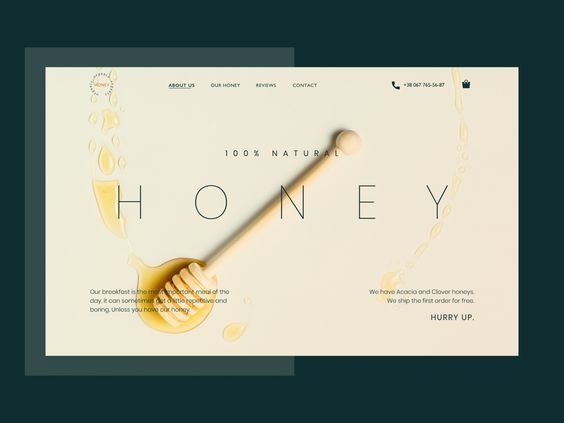 HONEY
ABOUT US
OUR HONEY
REVIEWS
CONTACT
+38 067 765-56-87
100% NATURAL
HONEY
Our breakfast is the most important meal of the
day, it can sometimes get a little repetitive and
boring. Unless you have our honey.
We have Acacia and Clover honeys.
We ship the first order for free.
HURRY UP.